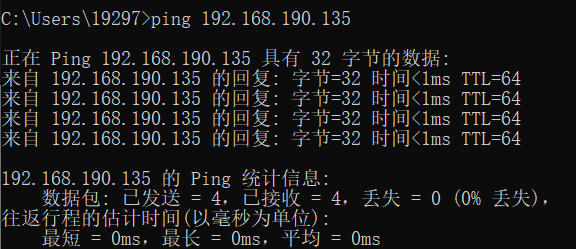 C:\Users\19297>ping 192.168.190.135
正在 Ping 192.168.190.135 具有 32 字节的数据:
来自 192.168.190.135 的回复: 字节=32 时间<1ms TTL=64
来自 192.168.190.135 的回复: 字节=32 时间<1ms TTL=64
来自 192.168.190.135 的回复: 字节=32 时间<1ms TTL=64
来自 192.168.190.135 的回复: 字节=32 时间<1ms TTL=64
192.168.190.135 的 Ping 统计信息:
数据包: 已发送 = 4，已接收 = 4，丢失 = 0 (0% 丢失)，
往返行程的估计时间(以毫秒为单位):
最短 = 0ms，最长 = 0ms，平均 = 0ms